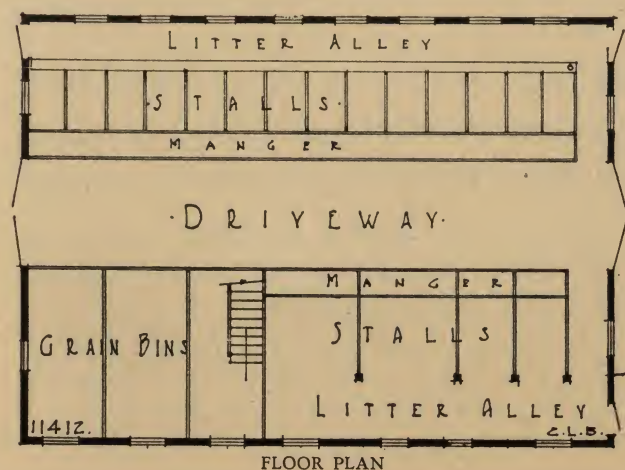 LITTER ALLEY
·STALLS·
MANGER
·DRIVEWAY·
MANGER
GRAIN BINS
STALLS
LITTER ALLEY
11412.
C.L.B.
FLOOR PLAN